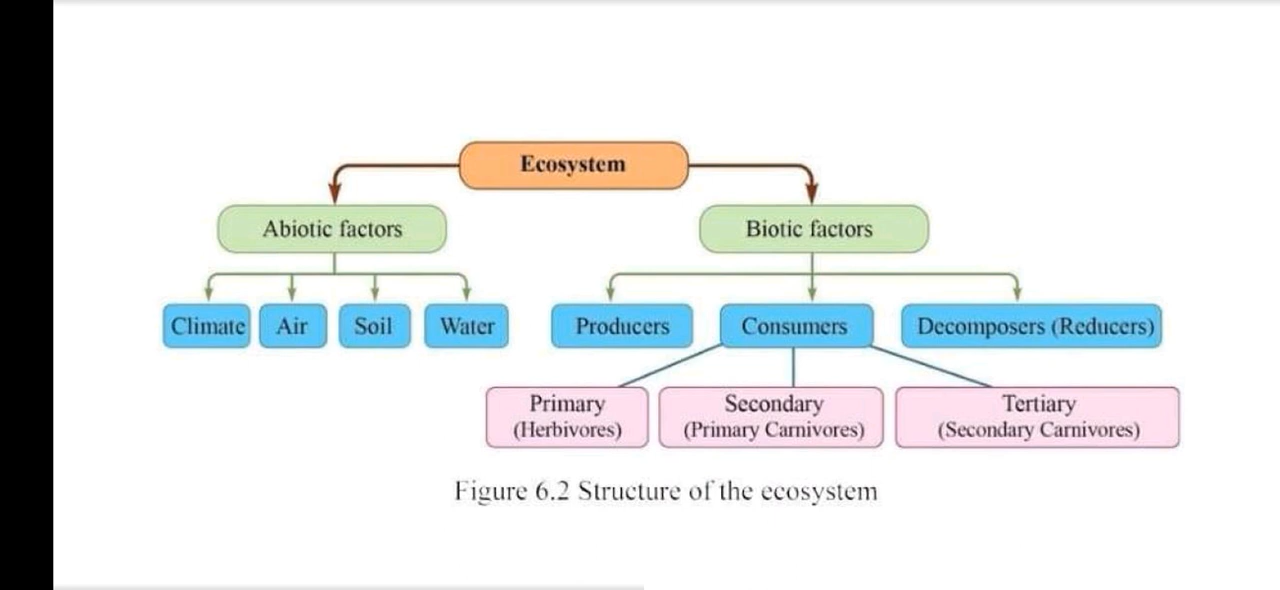 Ecosystem
Abiotic factors
Biotic factors
Climate
Air
Soil
Water
Producers
Consumers
Decomposers (Reducers)
Primary
(Herbivores)
Secondary
(Primary Carnivores)
Tertiary
(Secondary Carnivores)
Figure 6.2 Structure of the ecosystem